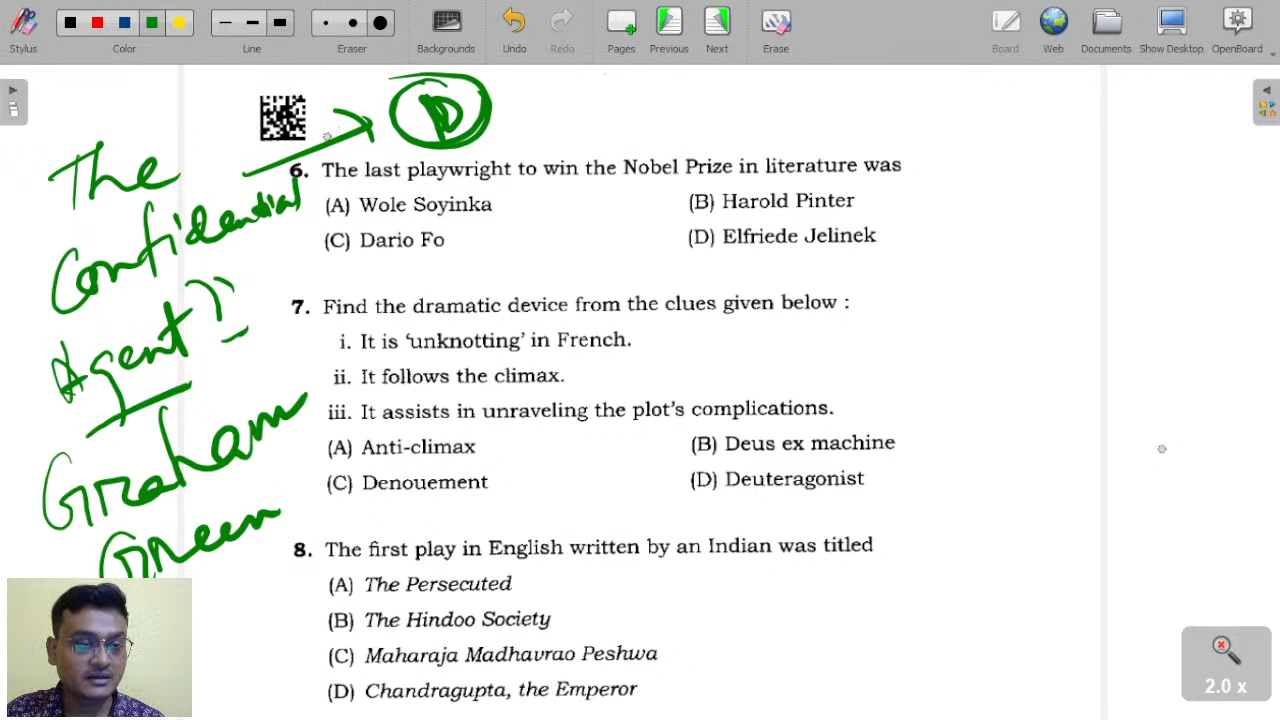 Stylus
Color
Line
Eraser
Backgrounds
Undo
Redo
Pages
Previous
Next
Erase
Board
Web
Documents
Show Desktop
OpenBoard
D
The
Confidential
Agent
Graham
Green
6. The last playwright to win the Nobel Prize in literature was
(A) Wole Soyinka (B) Harold Pinter
(C) Dario Fo (D) Elfriede Jelinek
7. Find the dramatic device from the clues given below :
i. It is ‘unknotting’ in French.
ii. It follows the climax.
iii. It assists in unraveling the plot’s complications.
(A) Anti-climax (B) Deus ex machine
(C) Denouement (D) Deuteragonist
8. The first play in English written by an Indian was titled
(A) The Persecuted
(B) The Hindoo Society
(C) Maharaja Madhavrao Peshwa
(D) Chandragupta, the Emperor
2.0 x